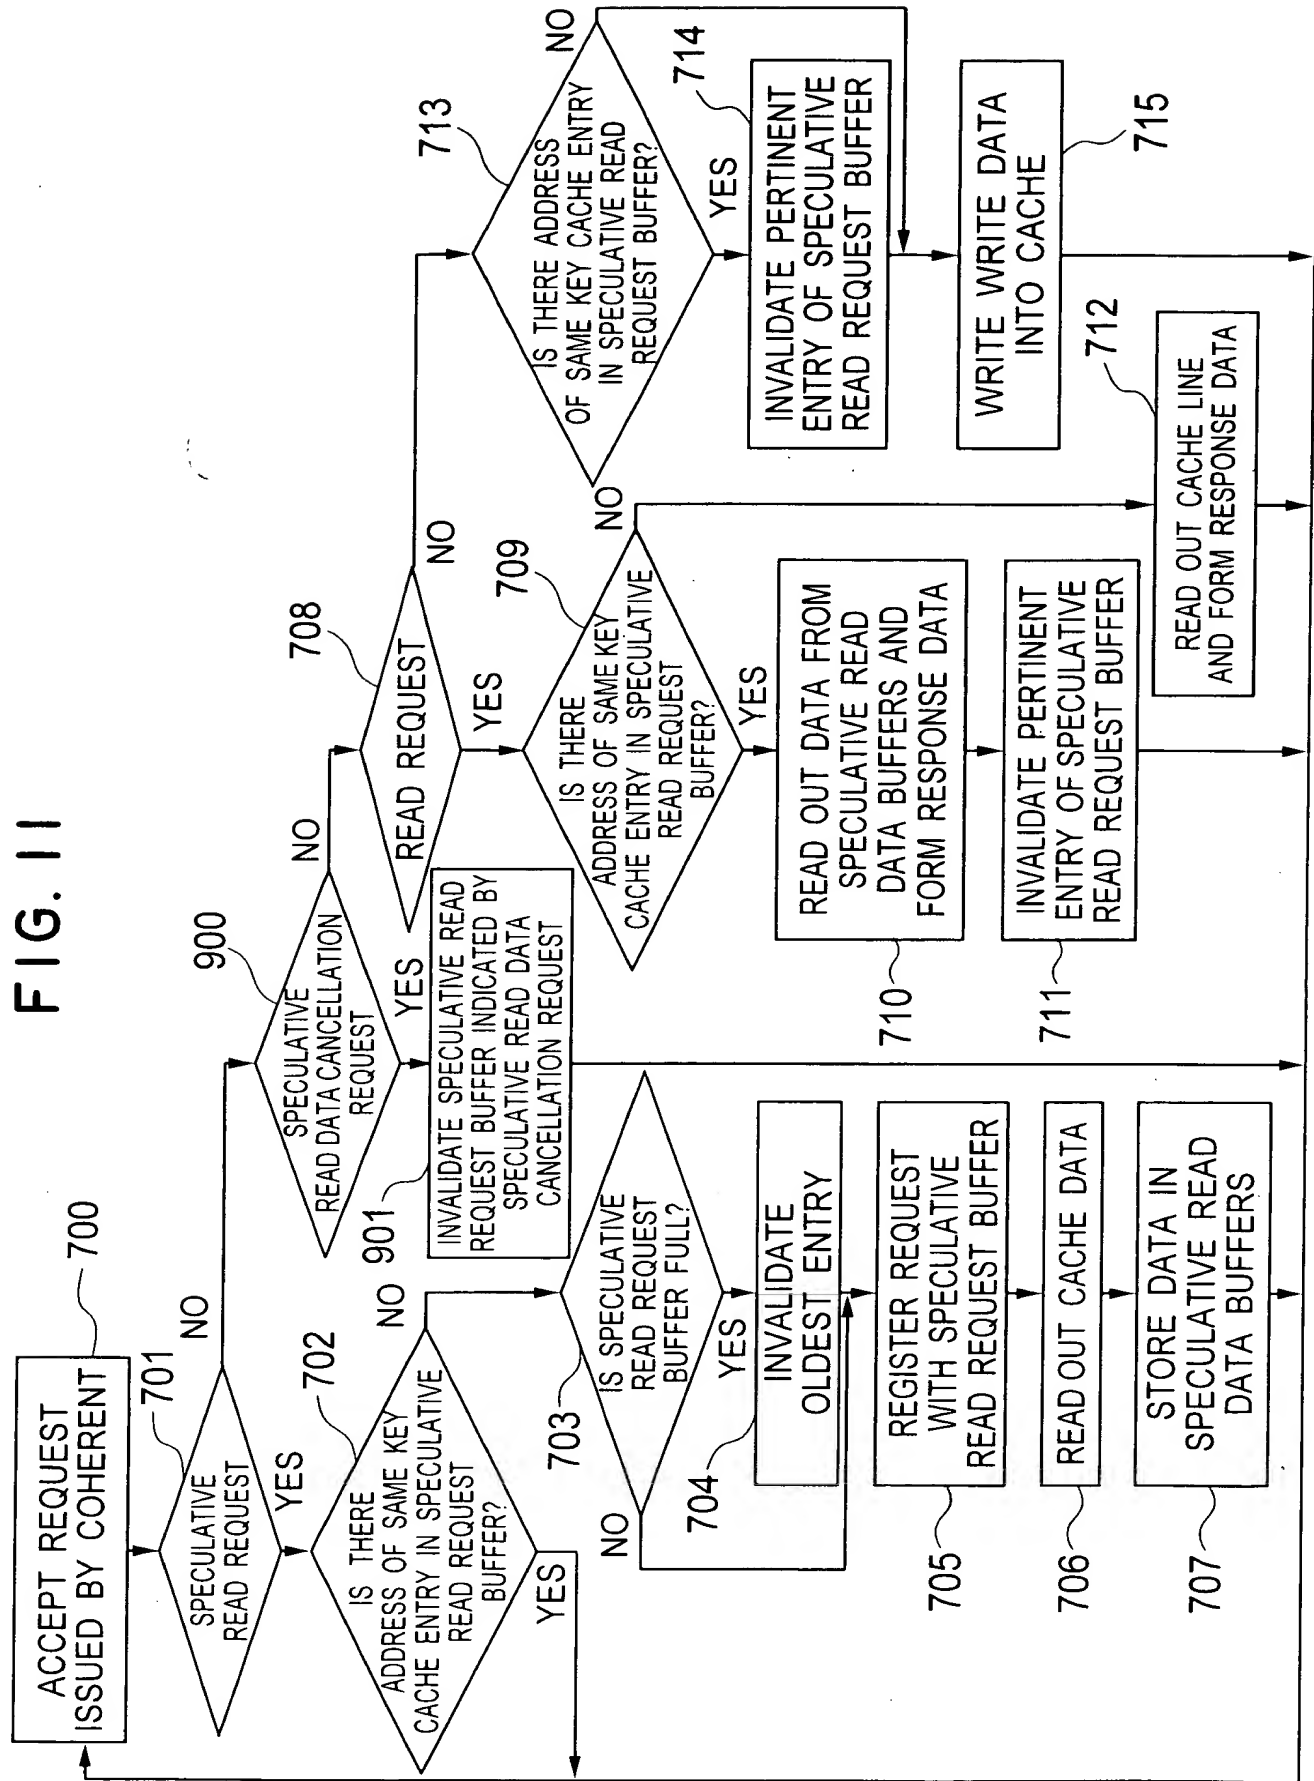 FIG. 11
ACCEPT REQUEST
ISSUED BY COHERENT
700
701
SPECULATIVE
READ REQUEST
NO
YES
702
IS THERE
ADDRESS OF SAME KEY
CACHE ENTRY IN SPECULATIVE
READ REQUEST
BUFFER?
NO
YES
703
IS SPECULATIVE
READ REQUEST
BUFFER FULL?
NO
YES
704
INVALIDATE
OLDEST ENTRY
REGISTER REQUEST
WITH SPECULATIVE
READ REQUEST BUFFER
705
READ OUT CACHE DATA
706
STORE DATA IN
SPECULATIVE READ
DATA BUFFERS
707
900
SPECULATIVE
READ DATA CANCELLATION
REQUEST
NO
YES
901
INVALIDATE SPECULATIVE READ
REQUEST BUFFER INDICATED BY
SPECULATIVE READ DATA
CANCELLATION REQUEST
708
READ REQUEST
NO
YES
709
IS THERE
ADDRESS OF SAME KEY
CACHE ENTRY IN SPECULATIVE
READ REQUEST
BUFFER?
NO
YES
READ OUT DATA FROM
SPECULATIVE READ
DATA BUFFERS AND
FORM RESPONSE DATA
710
INVALIDATE PERTINENT
ENTRY OF SPECULATIVE
READ REQUEST BUFFER
711
712
READ OUT CACHE LINE
AND FORM RESPONSE DATA
713
IS THERE ADDRESS
OF SAME KEY CACHE ENTRY
IN SPECULATIVE READ
REQUEST BUFFER?
NO
YES
714
INVALIDATE PERTINENT
ENTRY OF SPECULATIVE
READ REQUEST BUFFER
WRITE WRITE DATA
INTO CACHE
715